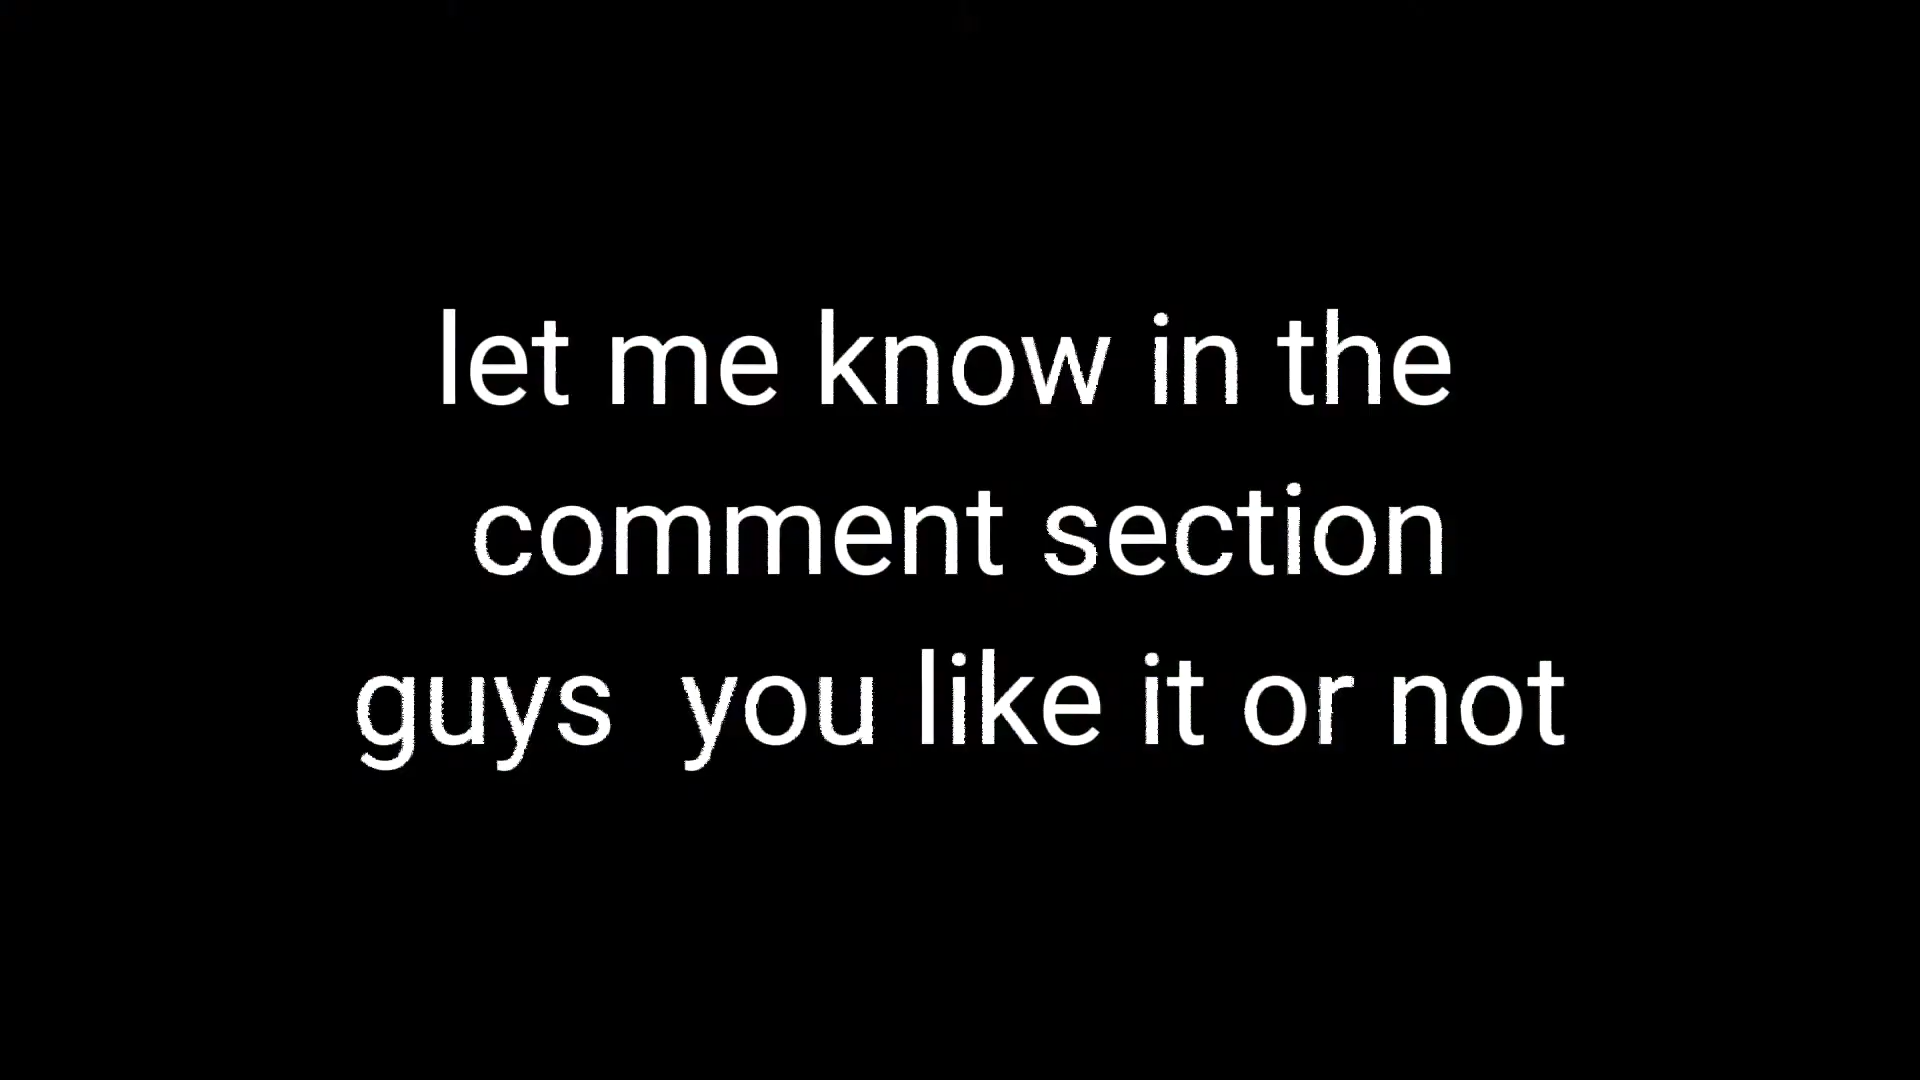 let me know in the
comment section
guys  you like it or not